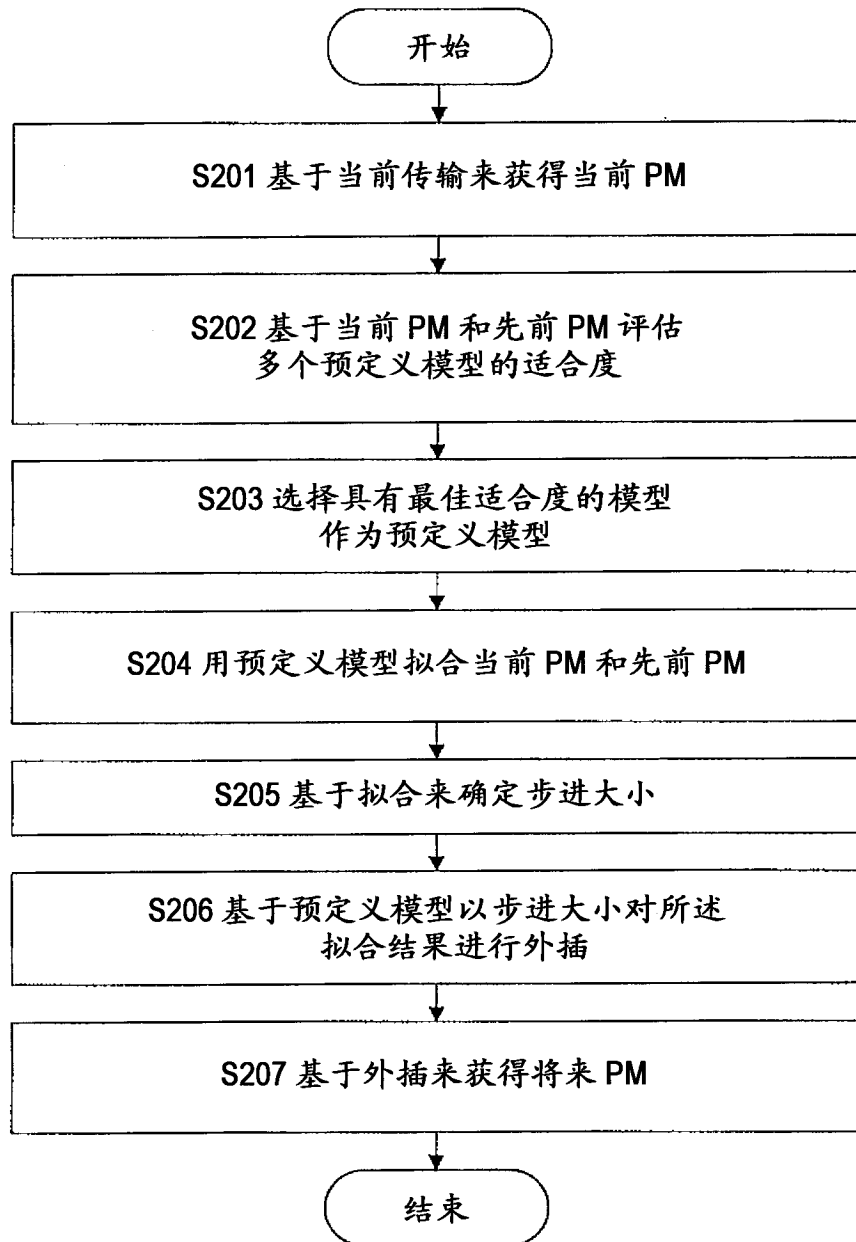 开始
S201 基于当前传输来获得当前 PM
S202 基于当前 PM 和先前 PM 评估
多个预定义模型的适合度
S203 选择具有最佳适合度的模型
作为预定义模型
S204 用预定义模型拟合当前 PM 和先前 PM
S205 基于拟合来确定步进大小
S206 基于预定义模型以步进大小对所述
拟合结果进行外插
S207 基于外插来获得将来 PM
结束